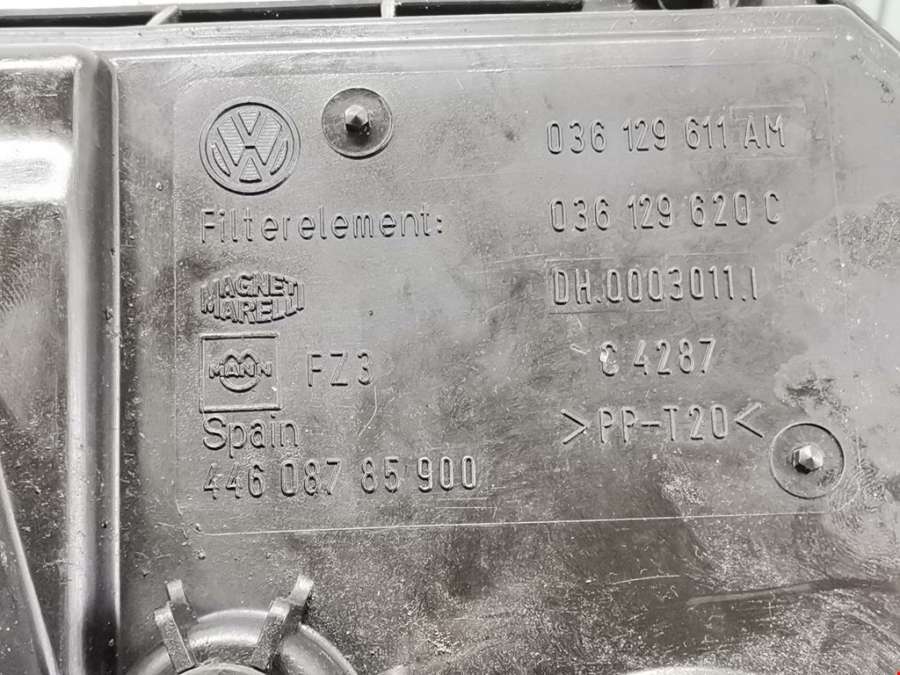 VW
036 129 611 AM
Filterelement:
036 129 620 C
MAGNETI
MARELLI
DH.0003011.1
MANN
FZ3
C 4287
Spain
>PP-T20<
446 087 85 900